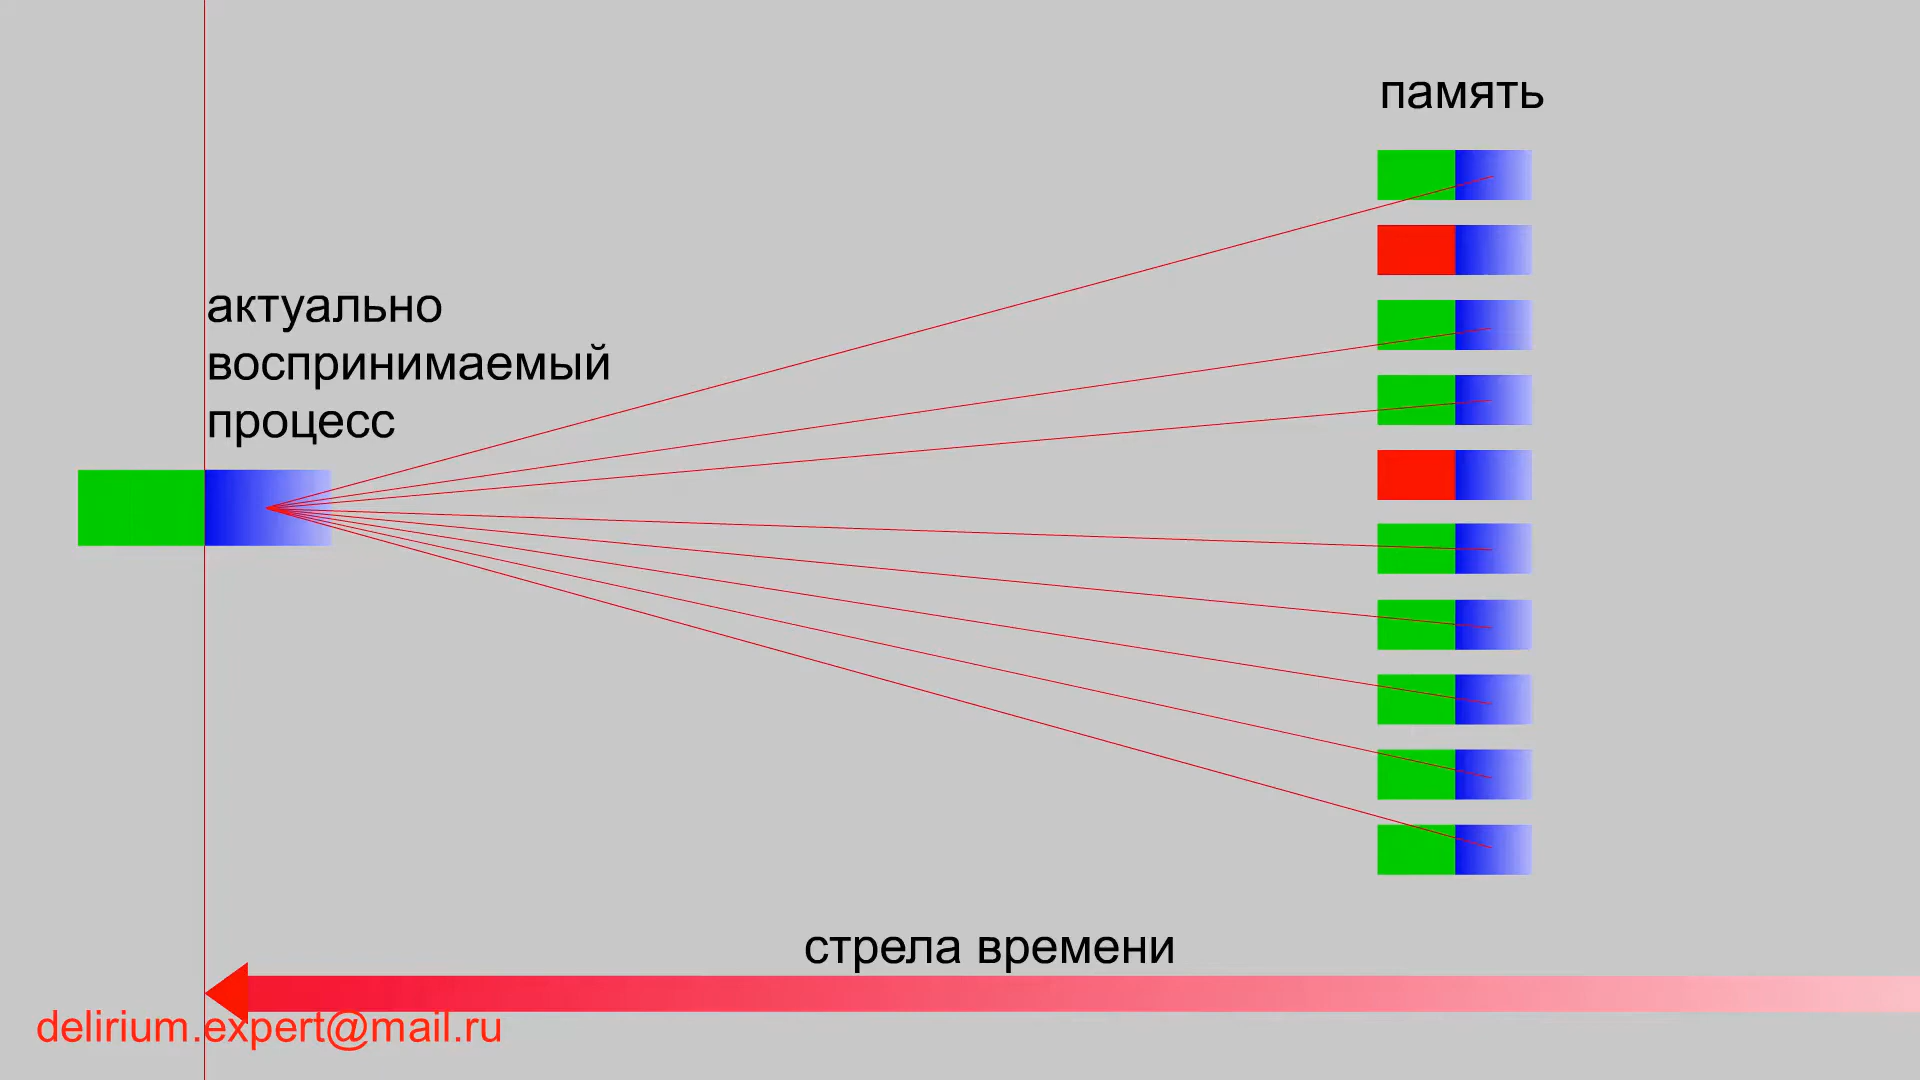 память
актуально
воспринимаемый
процесс
стрела времени
delirium.expert@mail.ru